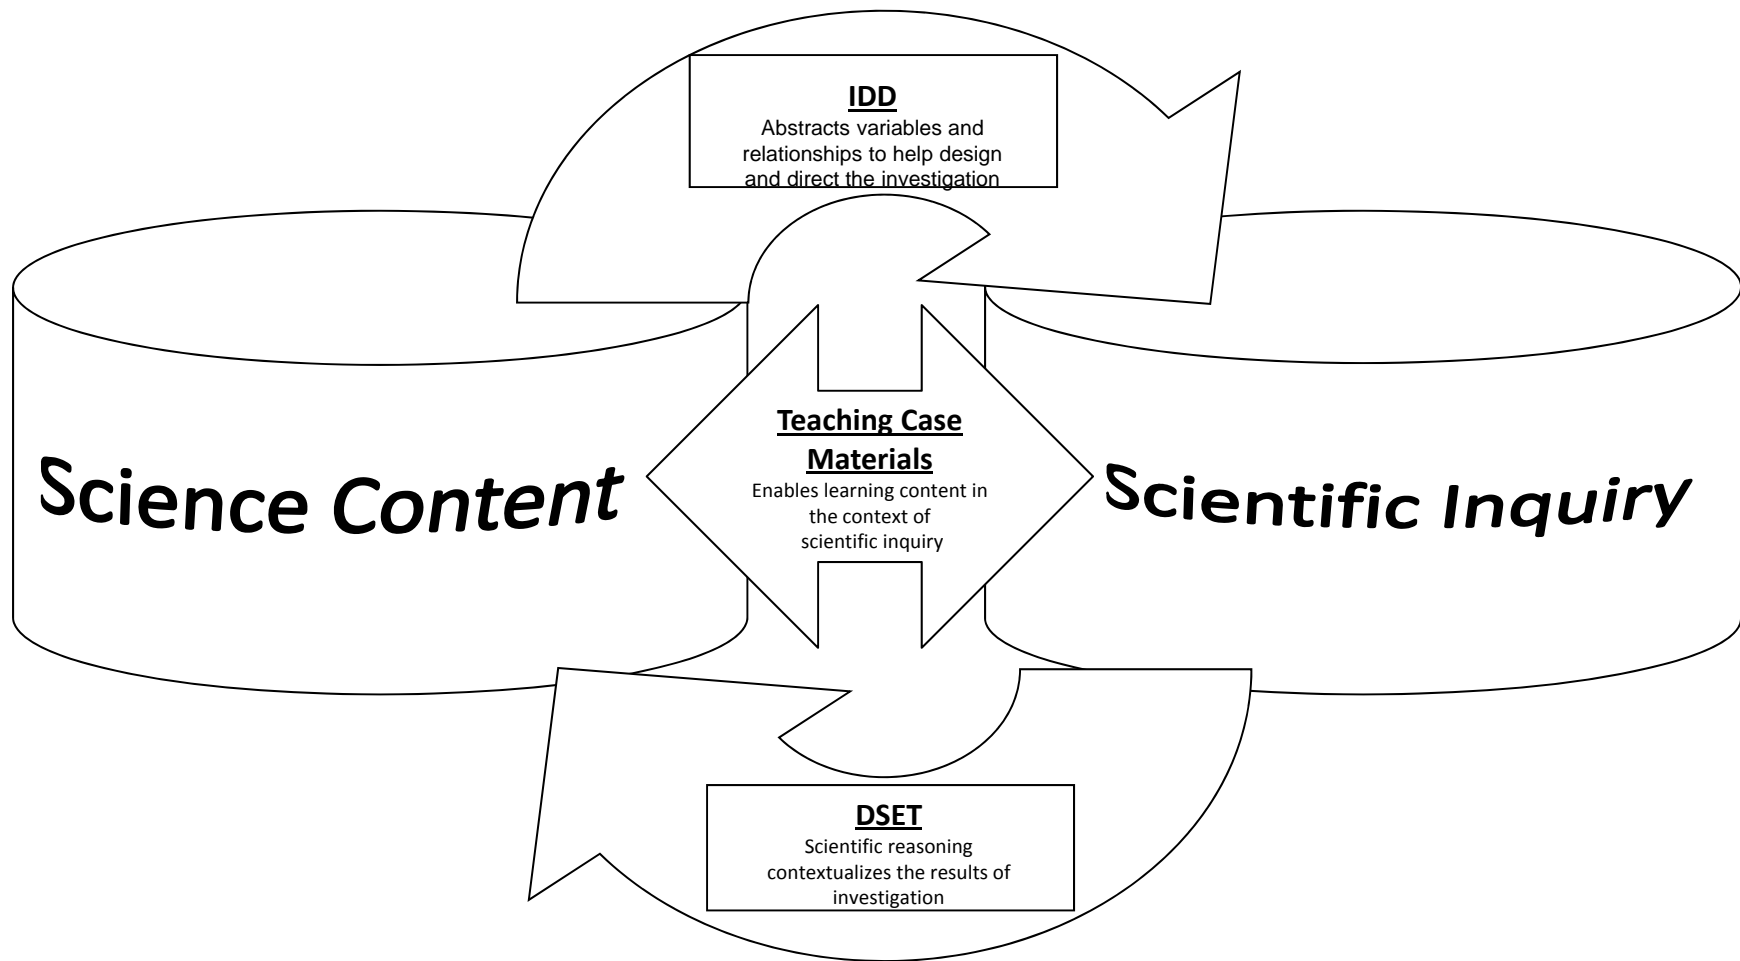 IDD
Abstracts variables and
relationships to help design
and direct the investigation
Science Content
Teaching Case
Materials
Enables learning content in
the context of
scientific inquiry
Scientific Inquiry
DSET
Scientific reasoning
contextualizes the results of
investigation